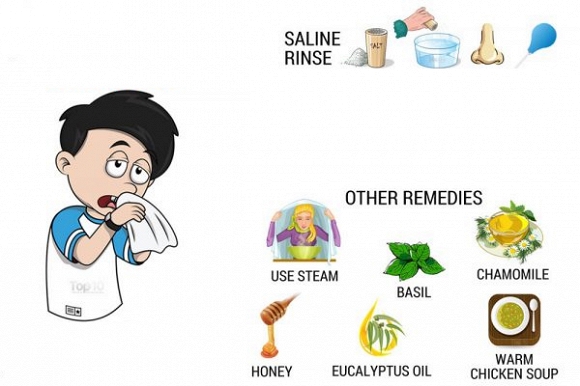 SALINE
RINSE
SALT
OTHER REMEDIES
USE STEAM
BASIL
CHAMOMILE
HONEY
EUCALYPTUS OIL
WARM
CHICKEN SOUP
Top10